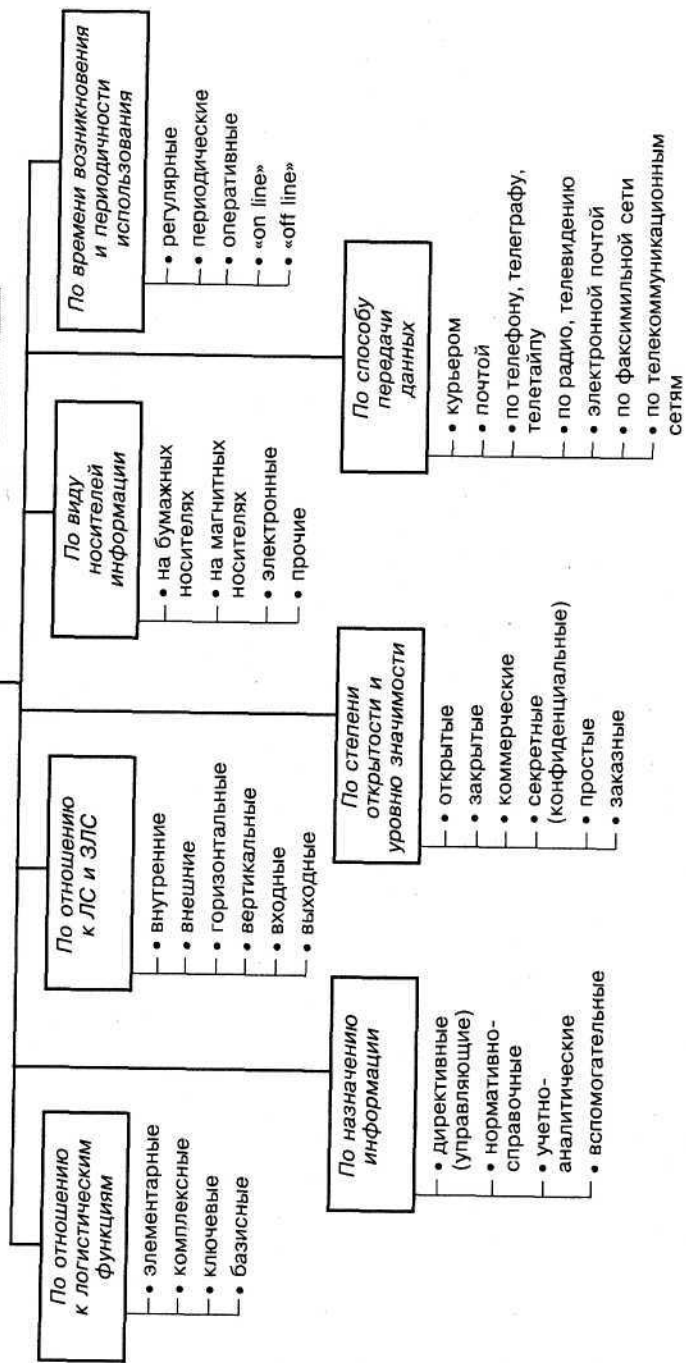 По отношению
к логистическим
функциям
• элементарные
• комплексные
• ключевые
• базисные
По отношению
к ЛС и ЗЛС
• внутренние
• внешние
• горизонтальные
• вертикальные
• входные
• выходные
По виду
носителей
информации
• на бумажных
носителях
• на магнитных
носителях
• электронные
• прочие
По времени возникновения
и периодичности
использования
• регулярные
• периодические
• оперативные
• «on line»
• «off line»
По назначению
информации
• директивные
(управляющие)
• нормативно-
справочные
• учетно-
аналитические
• вспомогательные
По степени
открытости и
уровню значимости
• открытые
• закрытые
• коммерческие
• секретные
(конфиденциальные)
• простые
• заказные
По способу
передачи
данных
• курьером
• почтой
• по телефону, телеграфу,
телетайпу
• по радио, телевидению
• электронной почтой
• по факсимильной сети
• по телекоммуникационным
сетям